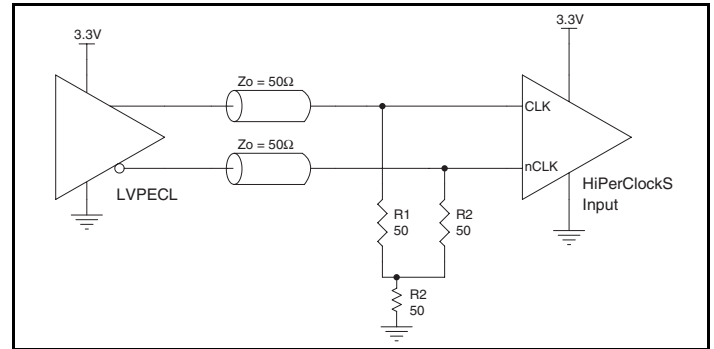 3.3V
3.3V
Zo = 50Ω
CLK
Zo = 50Ω
nCLK
LVPECL
HiPerClockS
Input
R1
50
R2
50
R2
50